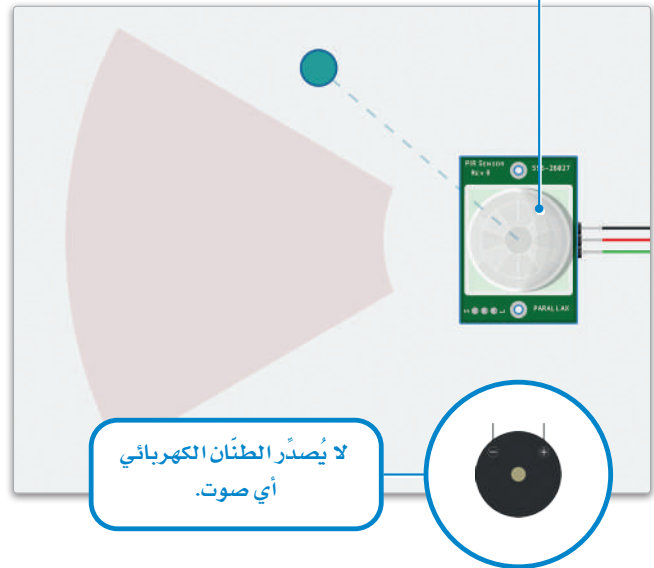 PIR SENSOR
REV B
555-28027
PARALLAX
لا يُصدِّر الطنّان الكهربائي
أي صوت.
− +